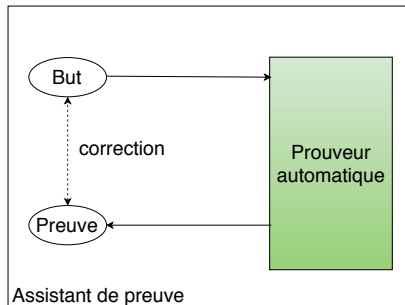 But
correction
Prouveur
automatique
Preuve
Assistant de preuve